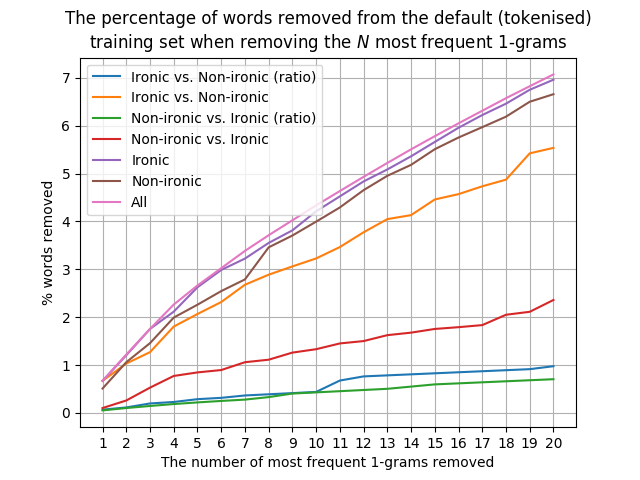 The percentage of words removed from the default (tokenised)
training set when removing the N most frequent 1-grams
Ironic vs. Non-ironic (ratio)
Ironic vs. Non-ironic
Non-ironic vs. Ironic (ratio)
Non-ironic vs. Ironic
Ironic
Non-ironic
All
% words removed
7
6
5
4
3
2
1
0
1 2 3 4 5 6 7 8 9 10 11 12 13 14 15 16 17 18 19 20
The number of most frequent 1-grams removed